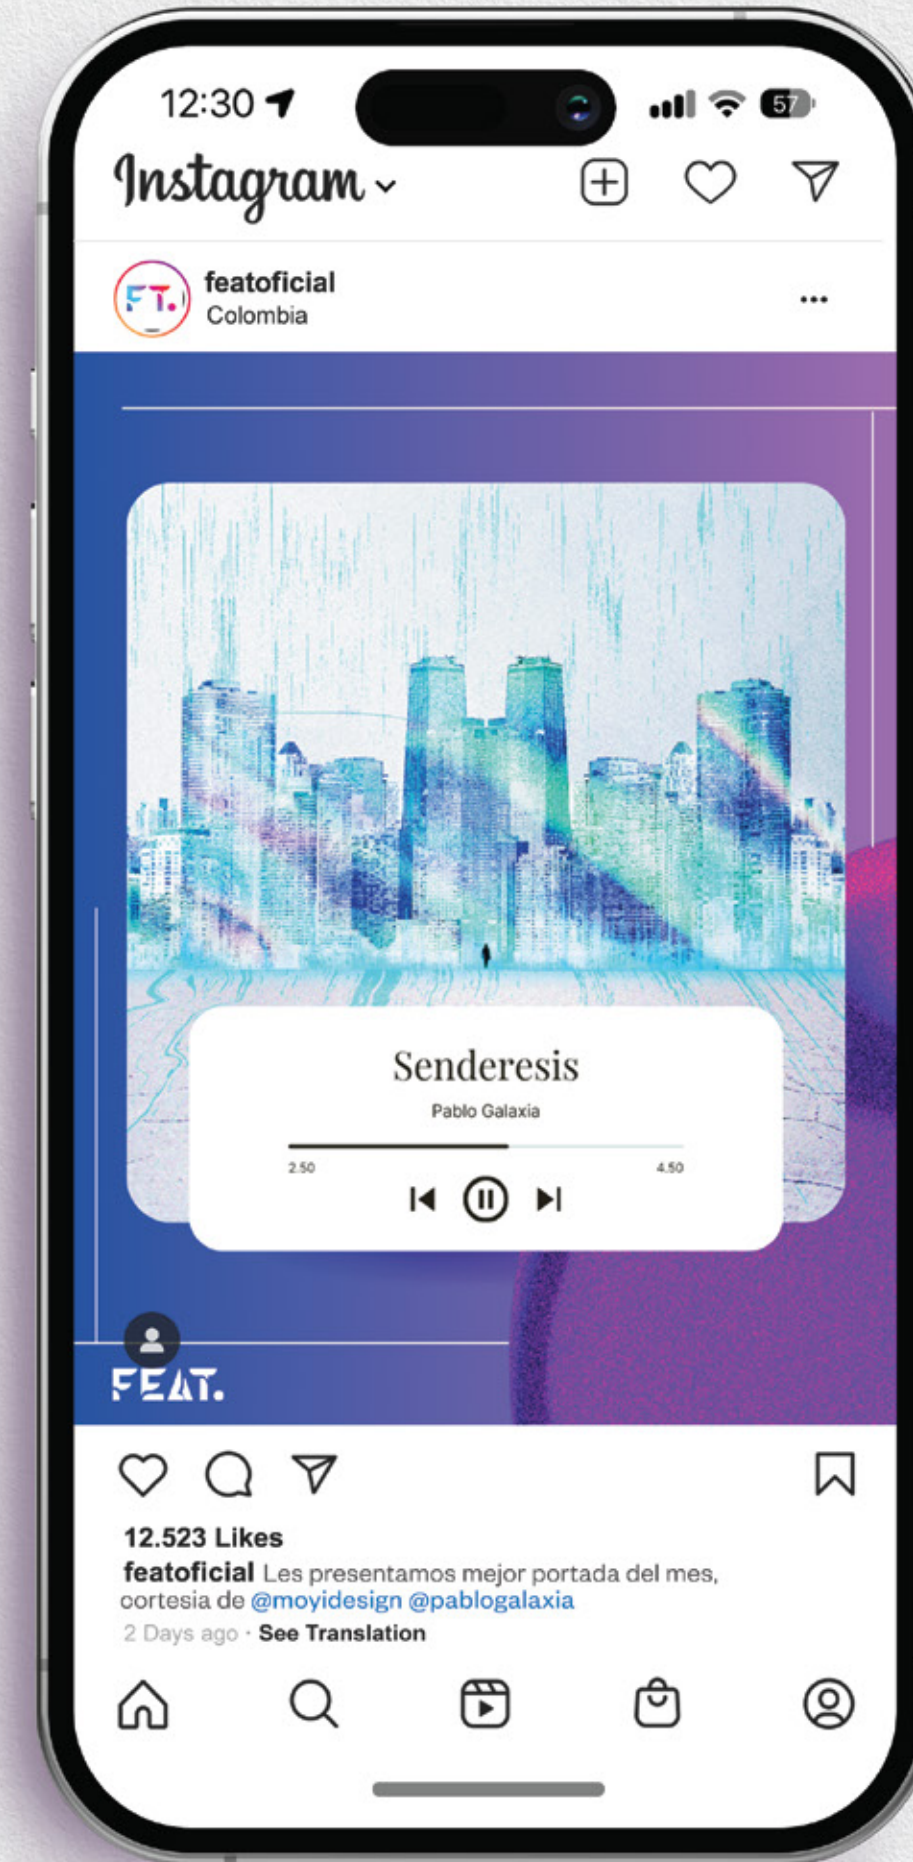 12:30
57
Instagram
FT.
featoficial
Colombia
Senderesis
Pablo Galaxia
2.50 4.50
FEAT.
12.523 Likes
featoficial Les presentamos mejor portada del mes,
cortesia de @moyidesign @pablogalaxia
2 Days ago · See Translation